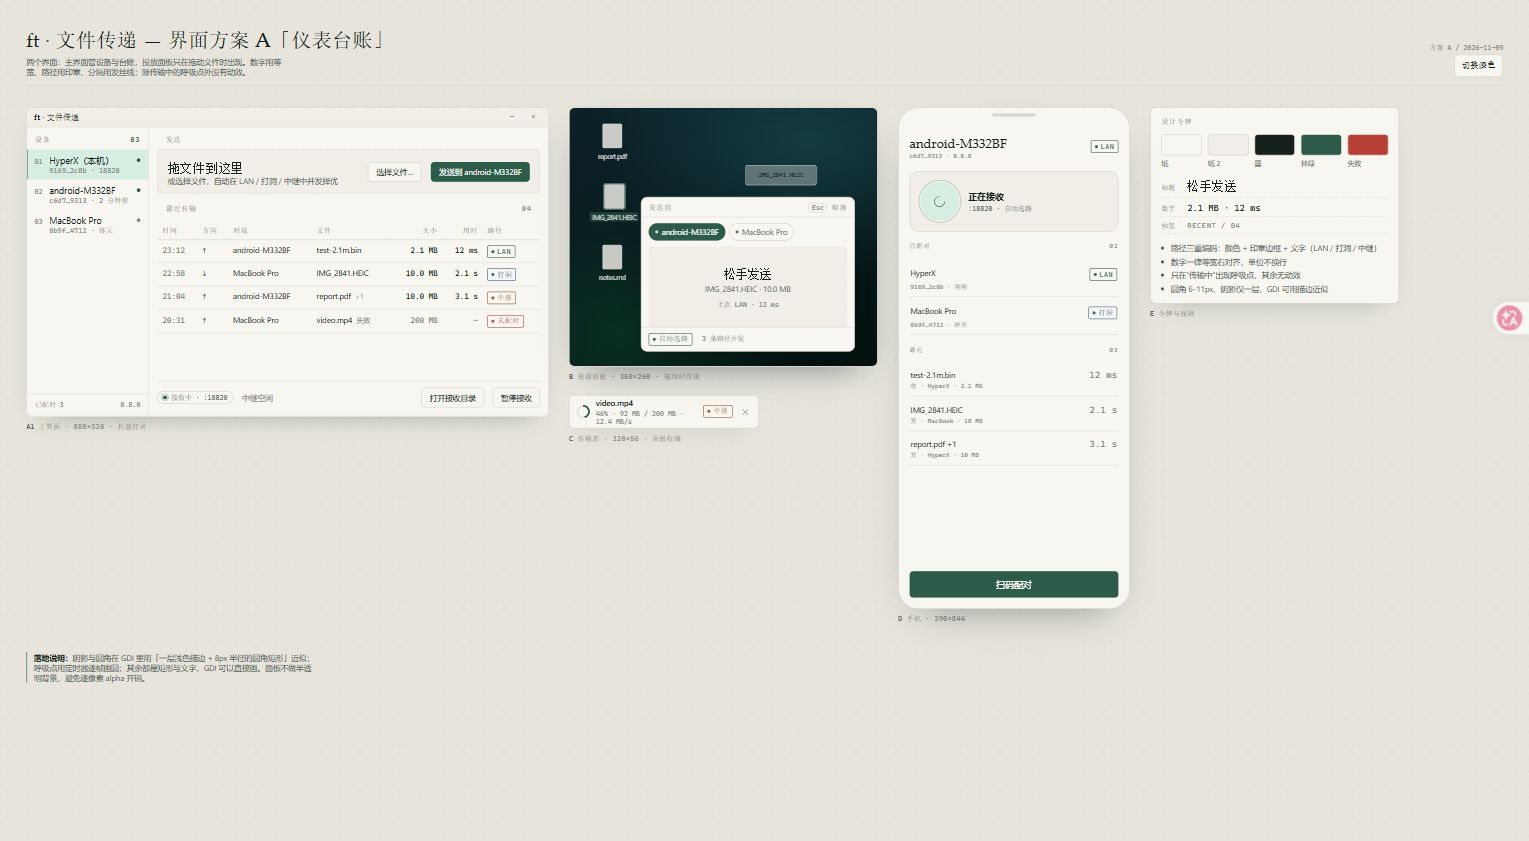 ft · 文件传递 — 界面方案 A「仪表台账」
两个界面：主界面管设备与台账，投放面板只在拖动文件时出现。数字用等
宽、路径用印章、分隔用发丝线；除传输中的呼吸点外没有动效。
方案 A / 2026-11-09
切换深色
ft · 文件传递
－ ×
设备 03
01 HyperX（本机）
9169…2c8b · 18820
02 android-M332BF
c6d7…9313 · 2 分钟前
03 MacBook Pro
0b9f…4712 · 昨天
已配对 3 0.8.0
发送
拖文件到这里
或选择文件，自动在 LAN / 打洞 / 中继中并发择优
选择文件…
发送到 android-M332BF
最近传输 04
时间 方向 对端 文件 大小 用时 路径
23:12 ↑ android-M332BF test-2.1m.bin 2.1 MB 12 ms LAN
22:58 ↓ MacBook Pro IMG_2841.HEIC 10.0 MB 2.1 s 打洞
21:04 ↑ android-M332BF report.pdf +1 10.0 MB 3.1 s 中继
20:31 ↑ MacBook Pro video.mp4 失败 200 MB — 未配对
接收中 · :18820
中继空闲
打开接收目录
暂停接收
A1 主界面 · 880×520 · 托盘打开
report.pdf
IMG_2841.HEIC
notes.md
IMG_2841.HEIC
发送到 Esc 取消
android-M332BF
MacBook Pro
松手发送
IMG_2841.HEIC · 10.0 MB
上次 LAN · 12 ms
自动选路
3 条路径并发
B 投放面板 · 360×260 · 拖动时浮现
video.mp4
46% · 92 MB / 200 MB ·
12.4 MB/s
中继
×
C 传输态 · 320×56 · 面板收缩
android-M332BF
c6d7…9313 · 0.8.0
LAN
正在接收
:18820 · 自动选路
已配对 02
HyperX
9169…2c8b · 刚刚
LAN
MacBook Pro
0b9f…4712 · 昨天
打洞
最近 03
test-2.1m.bin 12 ms
收 · HyperX · 2.1 MB
IMG_2841.HEIC 2.1 s
发 · MacBook · 10 MB
report.pdf +1 3.1 s
发 · HyperX · 10 MB
扫码配对
D 手机 · 390×844
设计令牌
纸 纸 2 墨 林绿 失败
标题 松手发送
数字 2.1 MB · 12 ms
标签 RECENT / 04
路径三重编码：颜色 + 印章边框 + 文字（LAN / 打洞 / 中继）
数字一律等宽右对齐，单位不换行
只在“传输中”出现呼吸点，其余无动效
圆角 6–11px，阴影仅一层，GDI 可用描边近似
E 令牌与规则
落地说明：阴影与圆角在 GDI 里用「一层浅色描边 + 8px 半径的圆角矩形」近似；
呼吸点用定时器逐帧画圆；其余都是矩形与文字，GDI 可以直接画。面板不做半透
明背景，避免逐像素 alpha 开销。